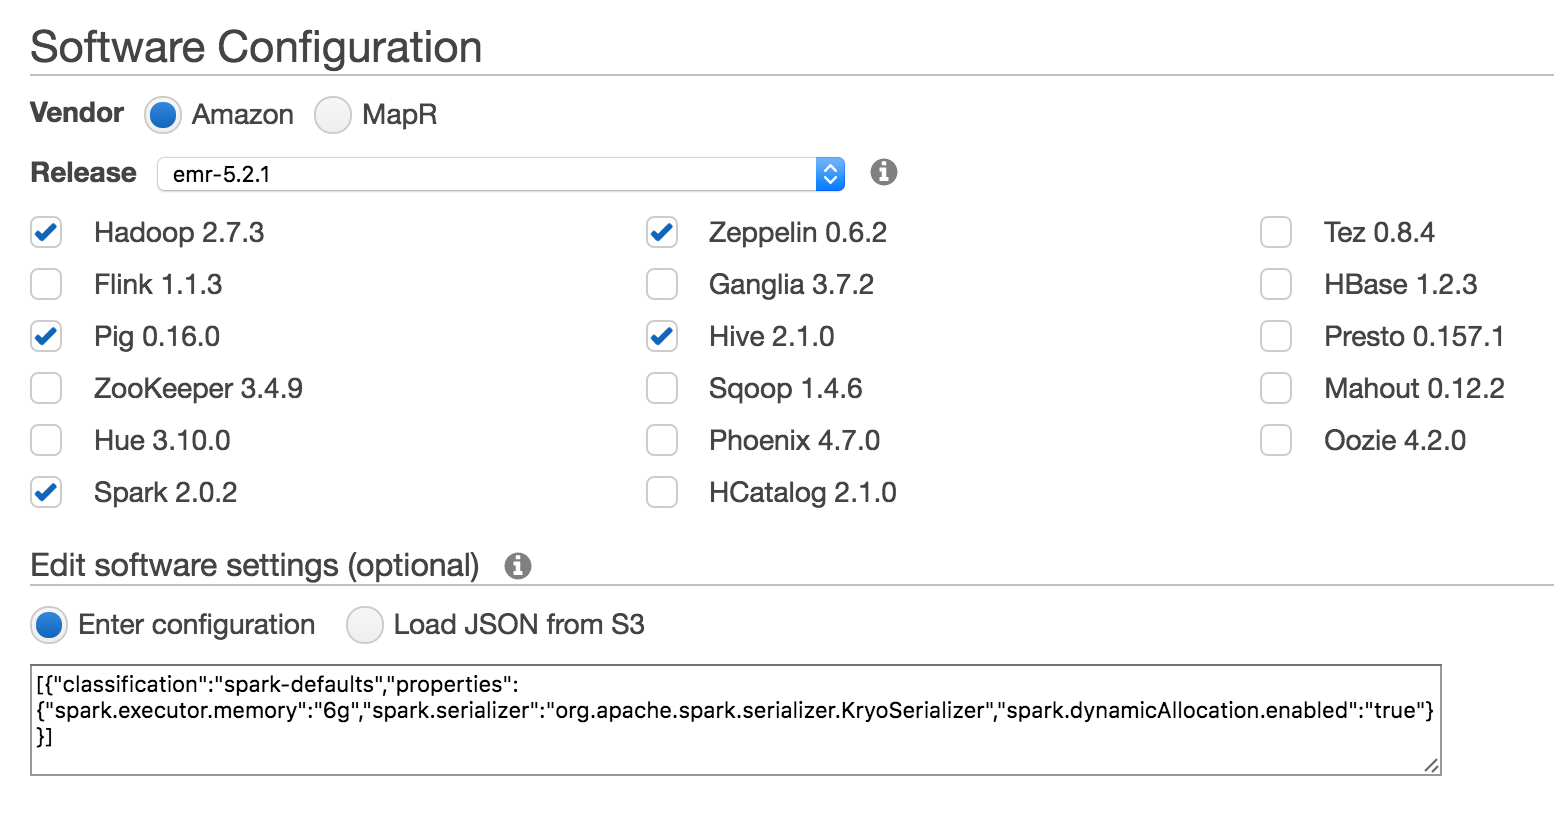 Software Configuration
Vendor Amazon MapR
Release emr-5.2.1
Hadoop 2.7.3 Zeppelin 0.6.2 Tez 0.8.4
Flink 1.1.3 Ganglia 3.7.2 HBase 1.2.3
Pig 0.16.0 Hive 2.1.0 Presto 0.157.1
ZooKeeper 3.4.9 Sqoop 1.4.6 Mahout 0.12.2
Hue 3.10.0 Phoenix 4.7.0 Oozie 4.2.0
Spark 2.0.2 HCatalog 2.1.0
Edit software settings (optional)
Enter configuration Load JSON from S3
[{"classification":"spark-defaults","properties":
{"spark.executor.memory":"6g","spark.serializer":"org.apache.spark.serializer.KryoSerializer","spark.dynamicAllocation.enabled":"true"}
}]